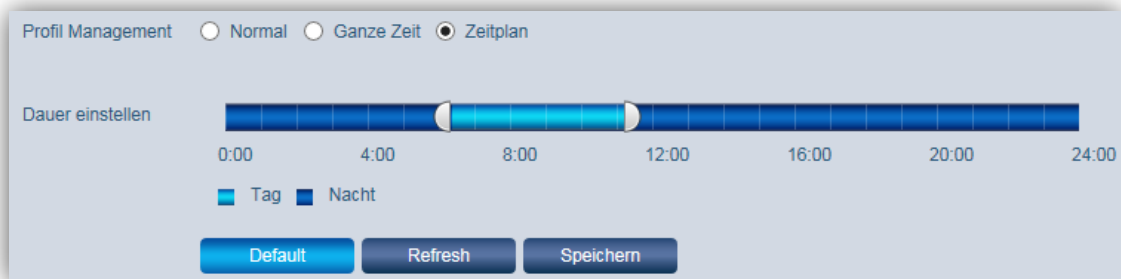 Profil Management Normal Ganze Zeit Zeitplan
Dauer einstellen
0:00 4:00 8:00 12:00 16:00 20:00 24:00
Tag Nacht
Default Refresh Speichern